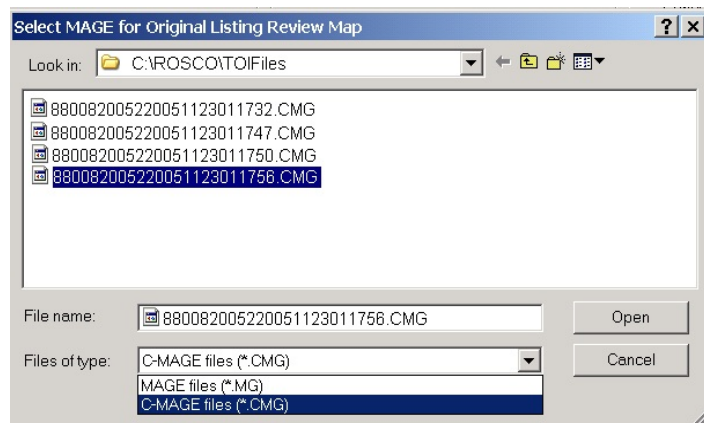 Select MAGE for Original Listing Review Map
Look in: C:\ROSCO\TOIFiles
880082005220051123011732.CMG
880082005220051123011747.CMG
880082005220051123011750.CMG
880082005220051123011756.CMG
File name: 880082005220051123011756.CMG Open
Files of type: C-MAGE files (*.CMG) Cancel
MAGE files (*.MG)
C-MAGE files (*.CMG)